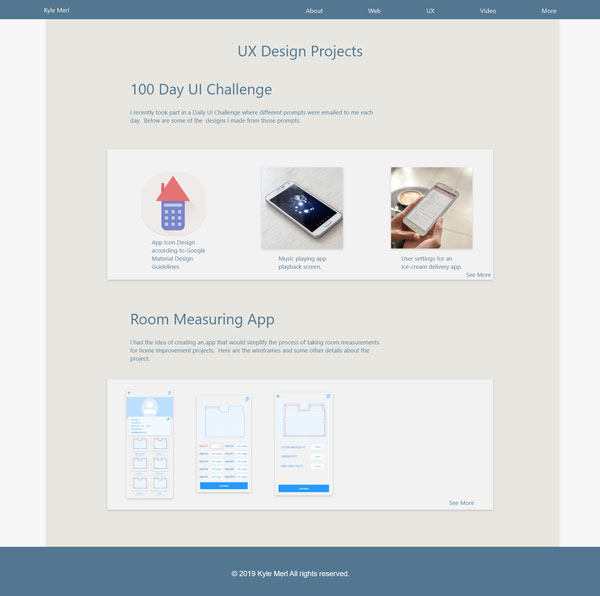 Kyle Merl
About
Web
UX
Video
More
UX Design Projects
100 Day UI Challenge
I recently took part in a Daily UI Challenge where different prompts were emailed to me each
day. Below are some of the designs I made from those prompts.
App Icon Design
according to Google
Material Design
Guidelines
Music playing app
playback screen.
User settings for an
ice-cream delivery app.
See More
Room Measuring App
I had the idea of creating an app that would simplify the process of taking room measurements
for home improvement projects. Here are the wireframes and some other details about the
project.
See More
© 2019 Kyle Merl All rights reserved.